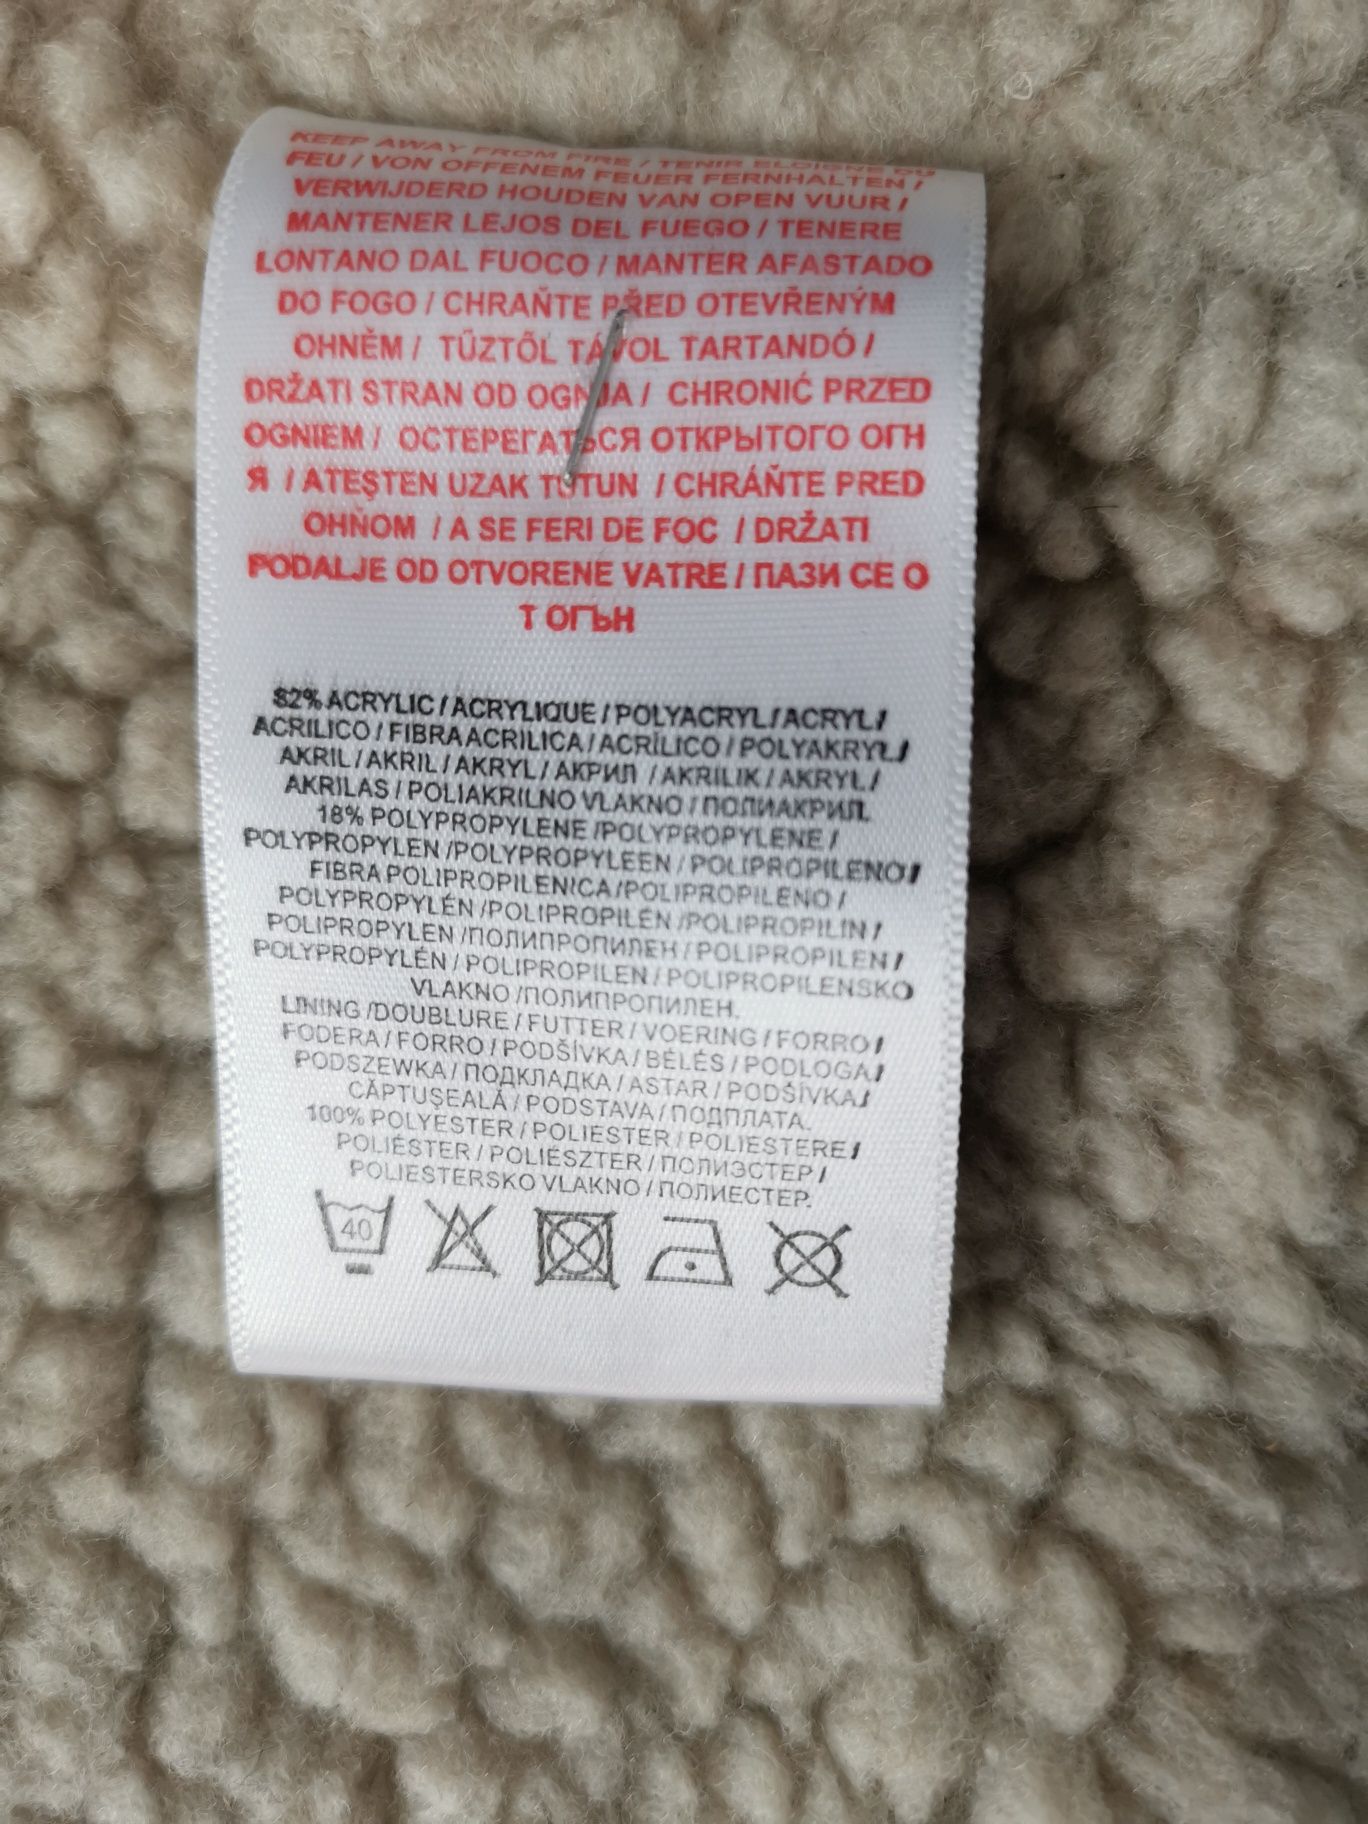 KEEP AWAY FROM FIRE / TENIR ELOIGNE DU
FEU / VON OFFENEM FEUER FERNHALTEN /
VERWIJDERD HOUDEN VAN OPEN VUUR /
MANTENER LEJOS DEL FUEGO / TENERE
LONTANO DAL FUOCO / MANTER AFASTADO
DO FOGO / CHRAŇTE PŘED OTEVŘENÝM
OHNĚM / TŰZTŐL TÁVOL TARTANDÓ /
DRŽATI STRAN OD OGNJA / CHRONIĆ PRZED
OGNIEM / ОСТЕРЕГАТЬСЯ ОТКРЫТОГО ОГН
Я / ATEŞTEN UZAK TUTUN / CHRÁŇTE PRED
OHŇOM / A SE FERI DE FOC / DRŽATI
PODALJE OD OTVORENE VATRE / ПАЗИ СЕ О
Т ОГЪН
82% ACRYLIC / ACRYLIQUE / POLYACRYL / ACRYL /
ACRILICO / FIBRA ACRILICA / ACRÍLICO / POLYAKRYL /
AKRIL / AKRIL / AKRYL / АКРИЛ / AKRILIK / AKRYL /
AKRILAS / POLIAKRILNO VLAKNO / ПОЛИАКРИЛ.
18% POLYPROPYLENE /POLYPROPYLENE /
POLYPROPYLEN /POLYPROPYLEEN / POLIPROPILENO /
FIBRA POLIPROPILENICA /POLIPROPILENO /
POLYPROPYLÉN /POLIPROPILÉN /POLIPROPILIN /
POLIPROPYLEN /ПОЛИПРОПИЛЕН / POLIPROPILEN /
POLYPROPYLÉN / POLIPROPILEN / POLIPROPILENSKO
VLAKNO /ПОЛИПРОПИЛЕН.
LINING /DOUBLURE / FUTTER / VOERING / FORRO /
FODERA / FORRO / PODŠÍVKA / BÉLÉS / PODLOGA /
PODSZEWKA / ПОДКЛАДКА / ASTAR / PODŠÍVKA /
CĂPTUŞEALĂ / PODSTAVA / ПОДПЛАТА.
100% POLYESTER / POLIESTER / POLIESTERE /
POLIÉSTER / POLIÉSZTER / ПОЛИЭСТЕР /
POLIESTERSKO VLAKNO / ПОЛИЕСТЕР.
40